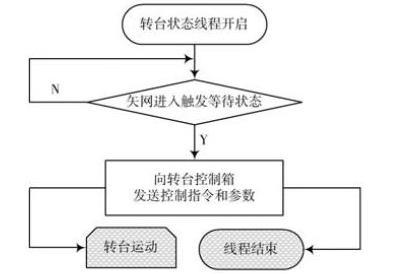 转台状态线程开启
N
矢网进入触发等待状态
Y
向转台控制箱
发送控制指令和参数
转台运动
线程结束